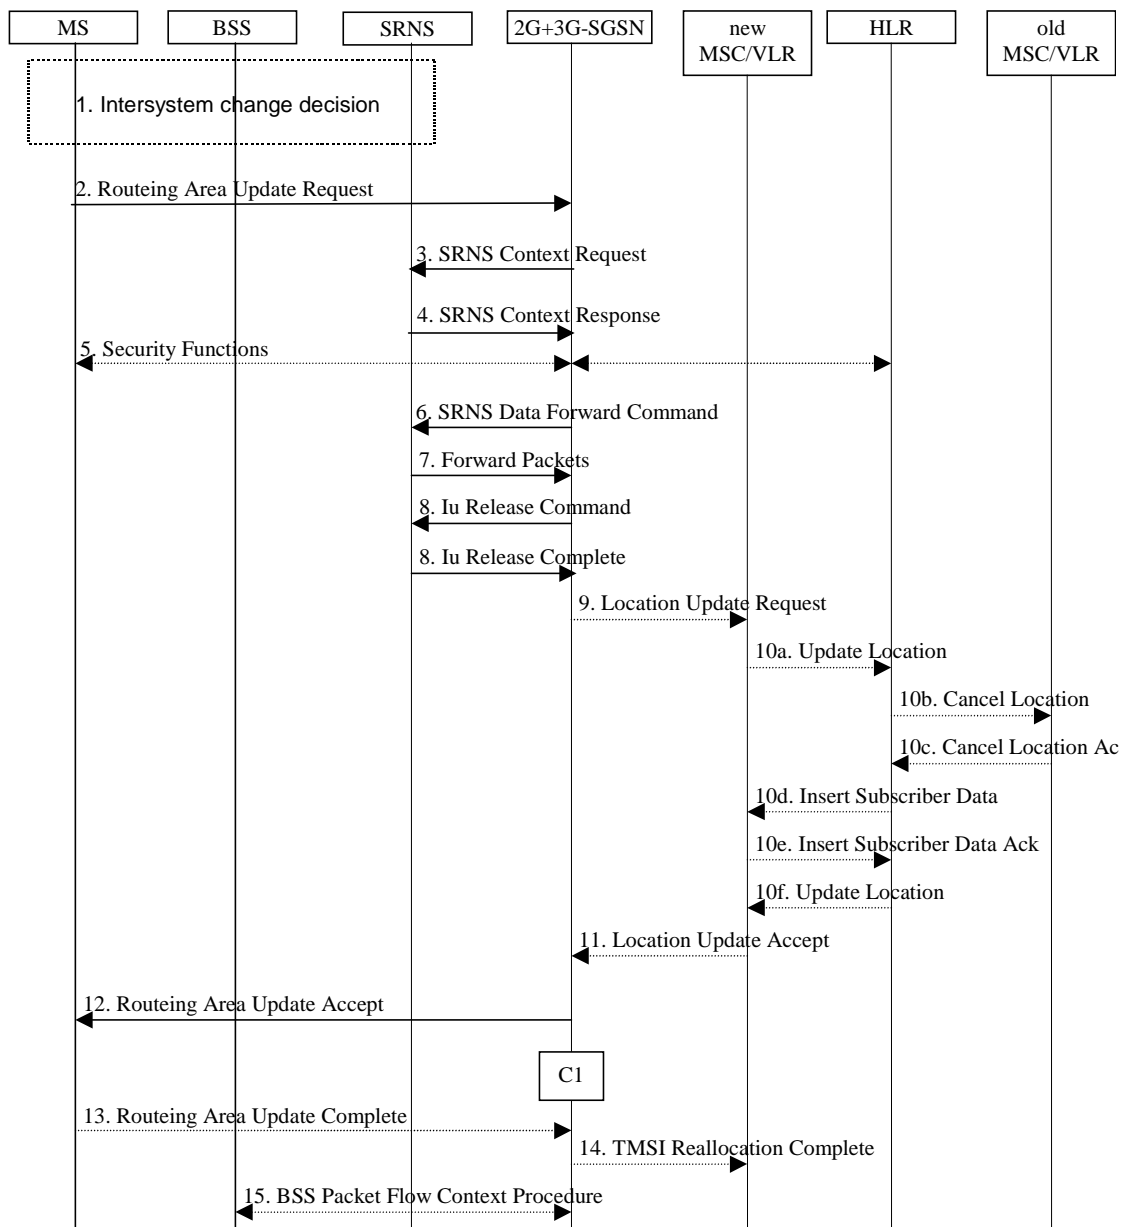 MS
BSS
SRNS
2G+3G-SGSN
new
MSC/VLR
HLR
old
MSC/VLR
1. Intersystem change decision
2. Routeing Area Update Request
3. SRNS Context Request
4. SRNS Context Response
5. Security Functions
6. SRNS Data Forward Command
7. Forward Packets
8. Iu Release Command
8. Iu Release Complete
9. Location Update Request
10a. Update Location
10b. Cancel Location
10c. Cancel Location Ac
10d. Insert Subscriber Data
10e. Insert Subscriber Data Ack
10f. Update Location
11. Location Update Accept
12. Routeing Area Update Accept
C1
13. Routeing Area Update Complete
14. TMSI Reallocation Complete
15. BSS Packet Flow Context Procedure